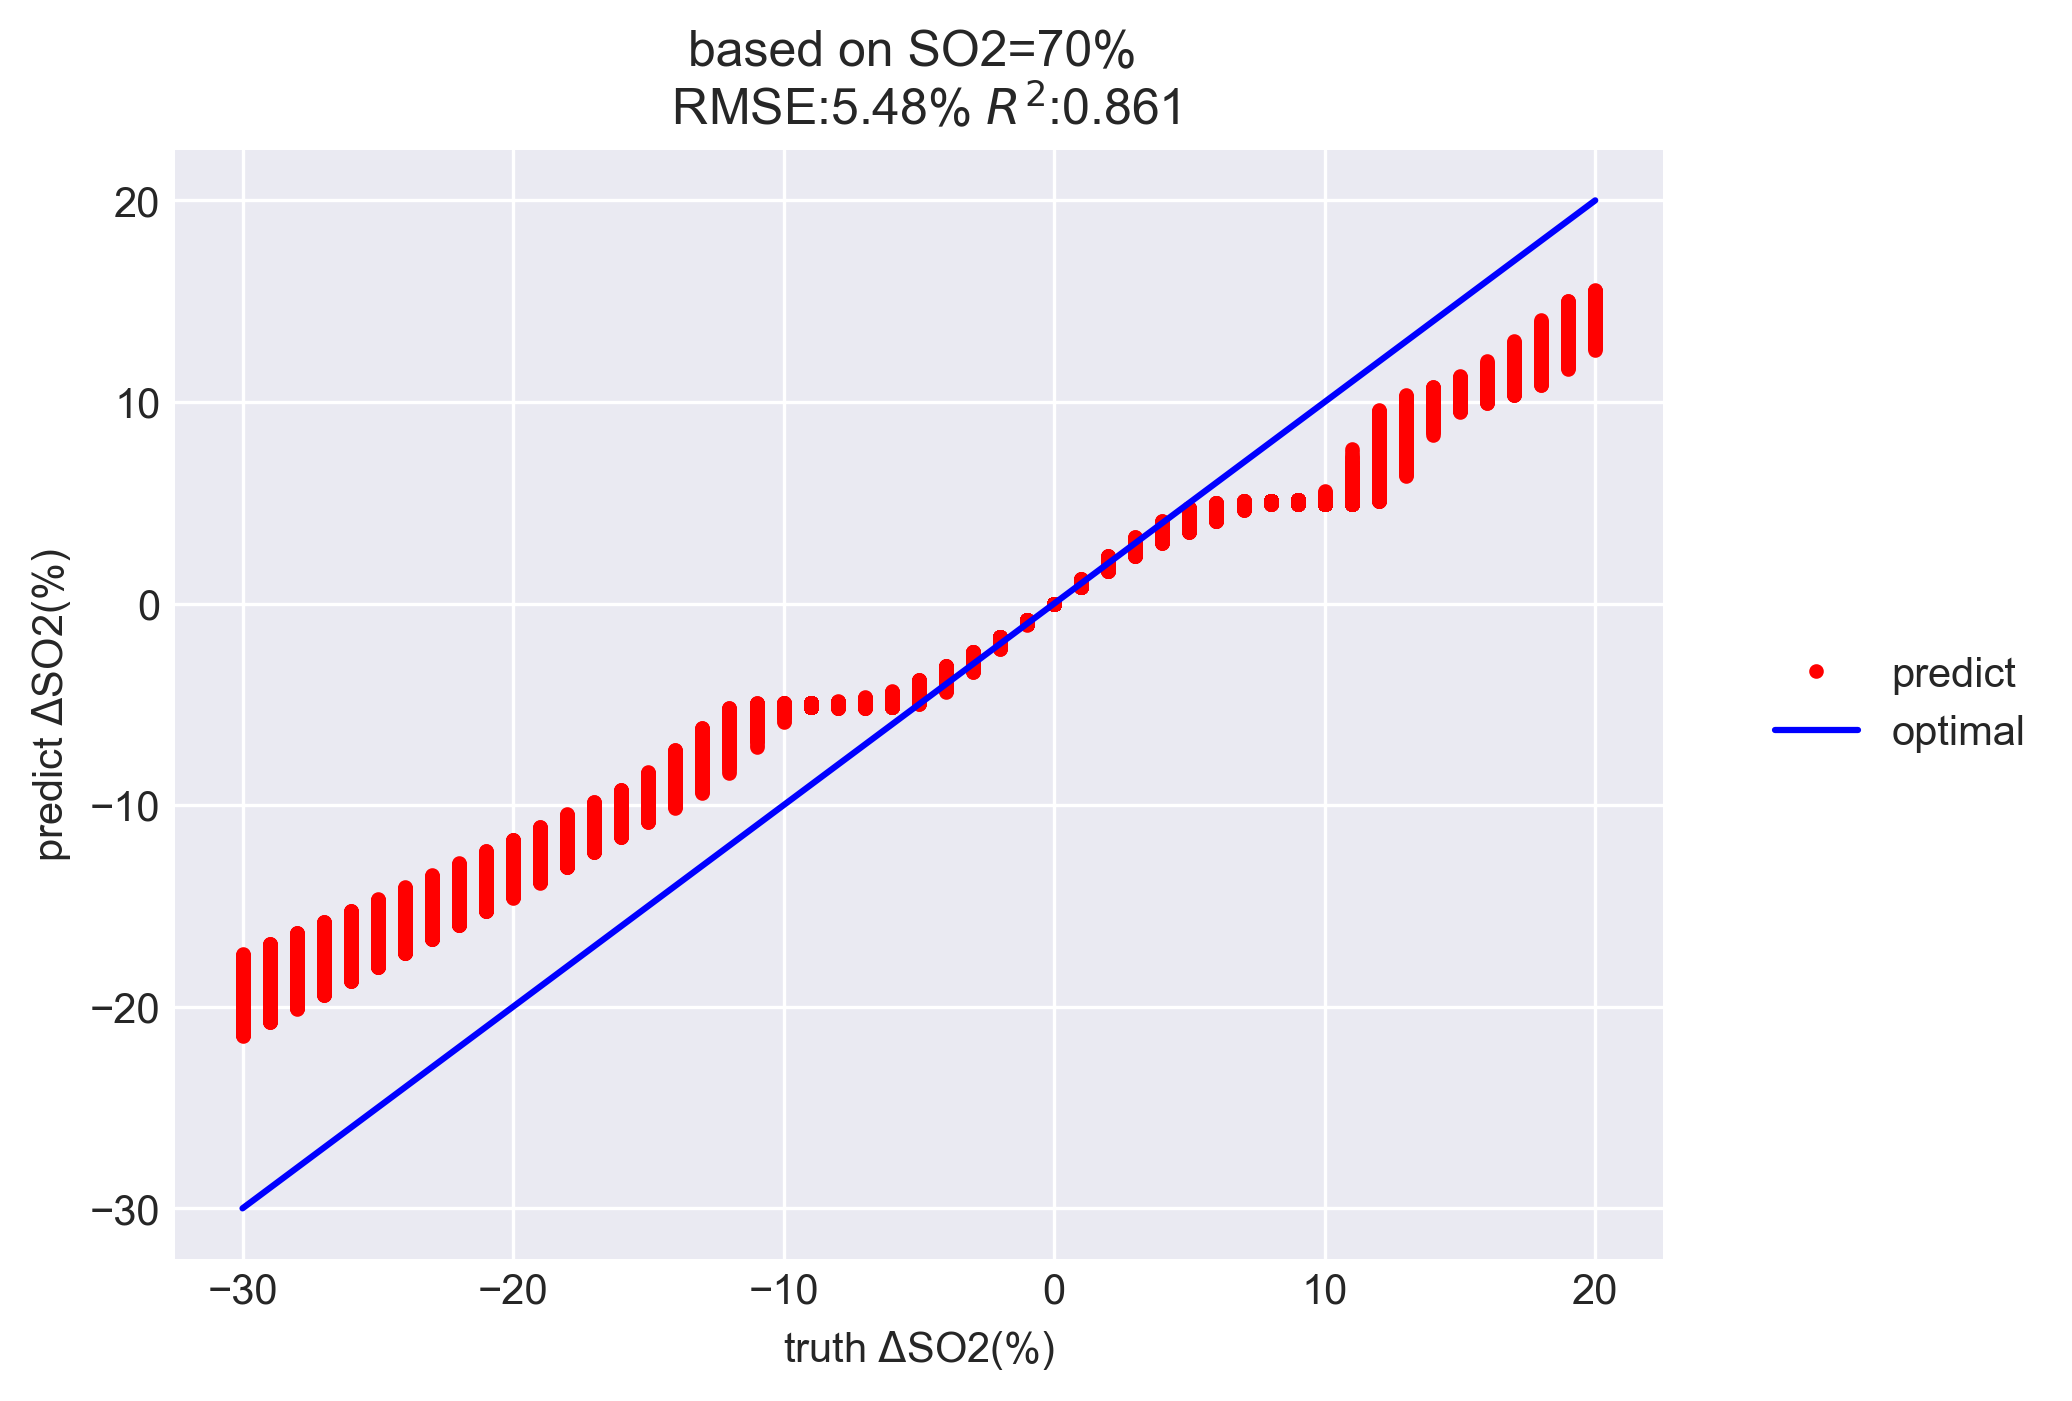 based on SO2=70%
RMSE:5.48% R²:0.861
20
10
0
−10
−20
−30
predict ΔSO2(%)
−30 −20 −10 0 10 20
truth ΔSO2(%)
predict
optimal